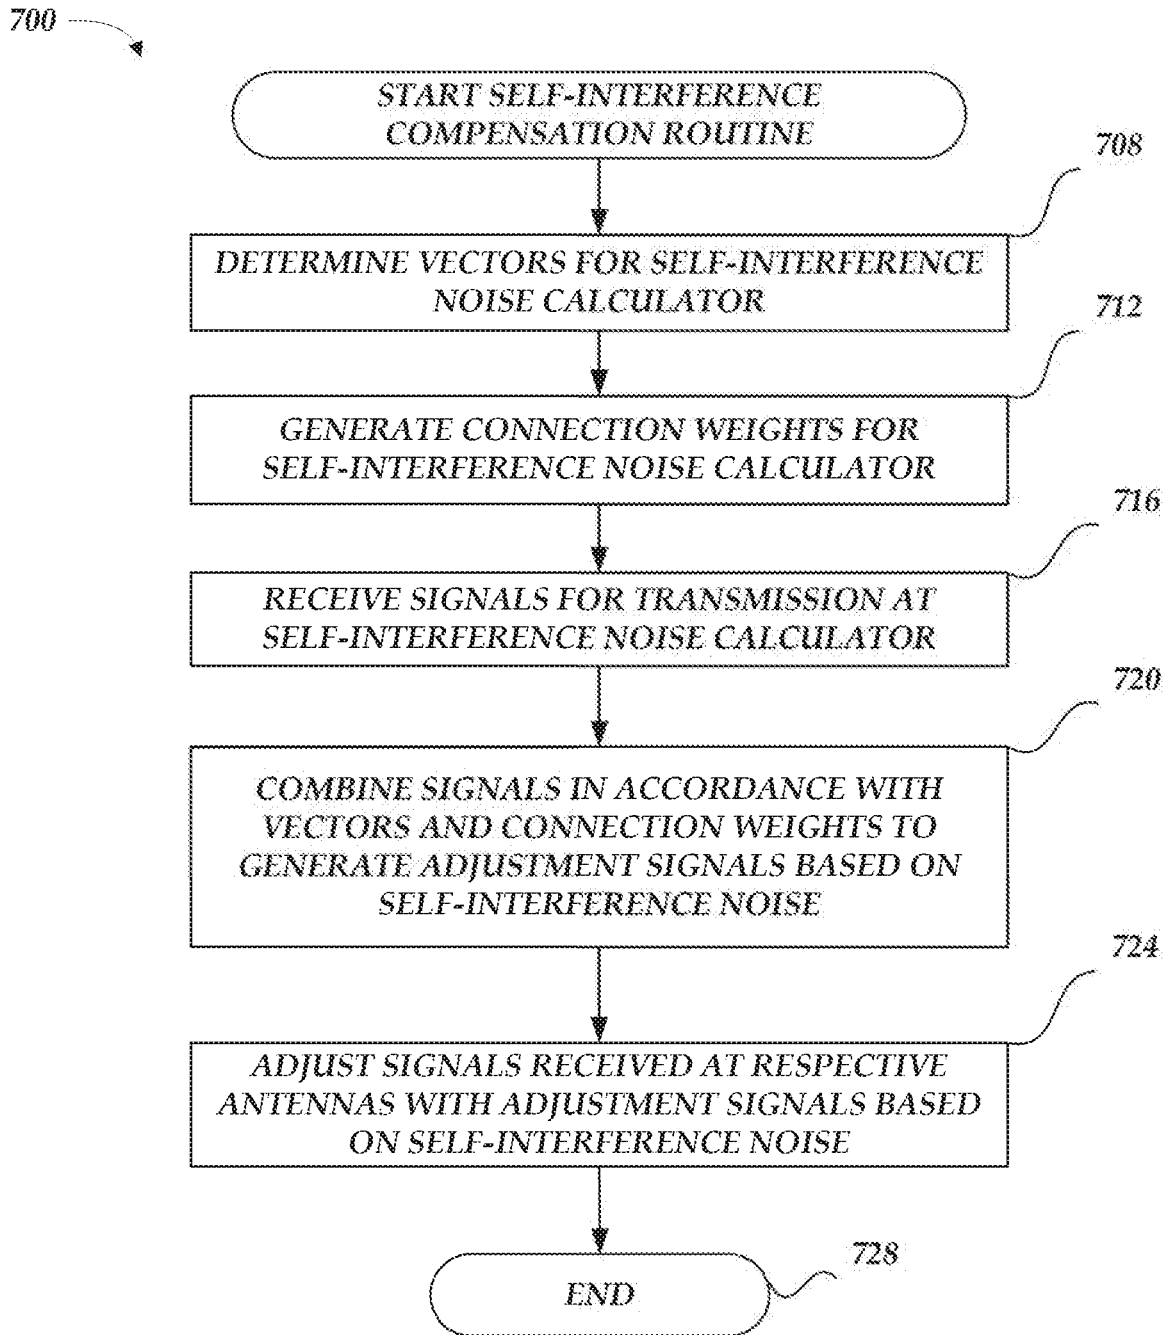 700
START SELF-INTERFERENCE
COMPENSATION ROUTINE
708
DETERMINE VECTORS FOR SELF-INTERFERENCE
NOISE CALCULATOR
712
GENERATE CONNECTION WEIGHTS FOR
SELF-INTERFERENCE NOISE CALCULATOR
716
RECEIVE SIGNALS FOR TRANSMISSION AT
SELF-INTERFERENCE NOISE CALCULATOR
720
COMBINE SIGNALS IN ACCORDANCE WITH
VECTORS AND CONNECTION WEIGHTS TO
GENERATE ADJUSTMENT SIGNALS BASED ON
SELF-INTERFERENCE NOISE
724
ADJUST SIGNALS RECEIVED AT RESPECTIVE
ANTENNAS WITH ADJUSTMENT SIGNALS BASED
ON SELF-INTERFERENCE NOISE
728
END